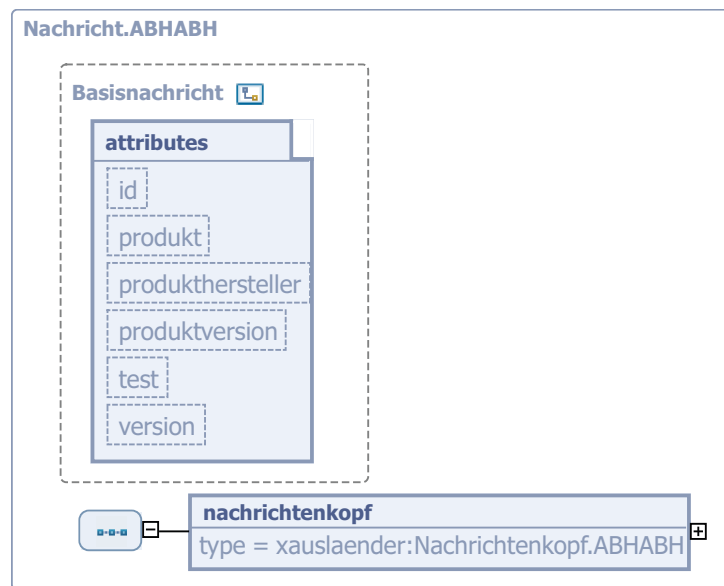 Nachricht.ABHABH
Basisnachricht
attributes
id
produkt
produkthersteller
produktversion
test
version
nachrichtenkopf
type = xauslaender:Nachrichtenkopf.ABHABH